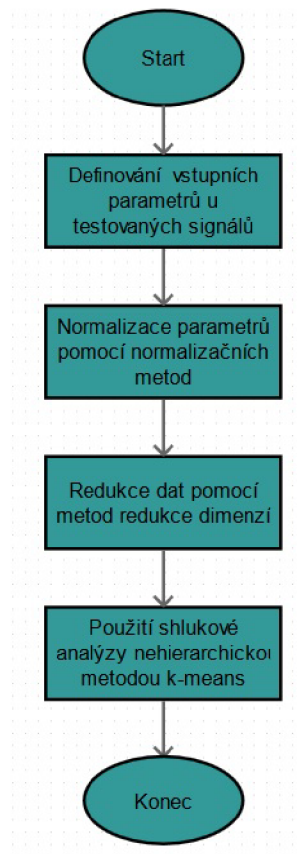 Start
Definování vstupních
parametrů u
testovaných signálů
Normalizace parametrů
pomocí normalizačních
metod
Redukce dat pomocí
metod redukce dimenzí
Použití shlukové
analýzy nehierarchickou
metodou k-means
Konec